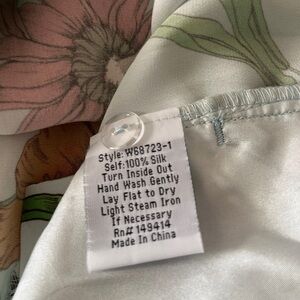 Style: W68723-1
Self: 100% Silk
Turn Inside Out
Hand Wash Gently
Lay Flat to Dry
Light Steam Iron
If Necessary
Rn# 149414
Made In China